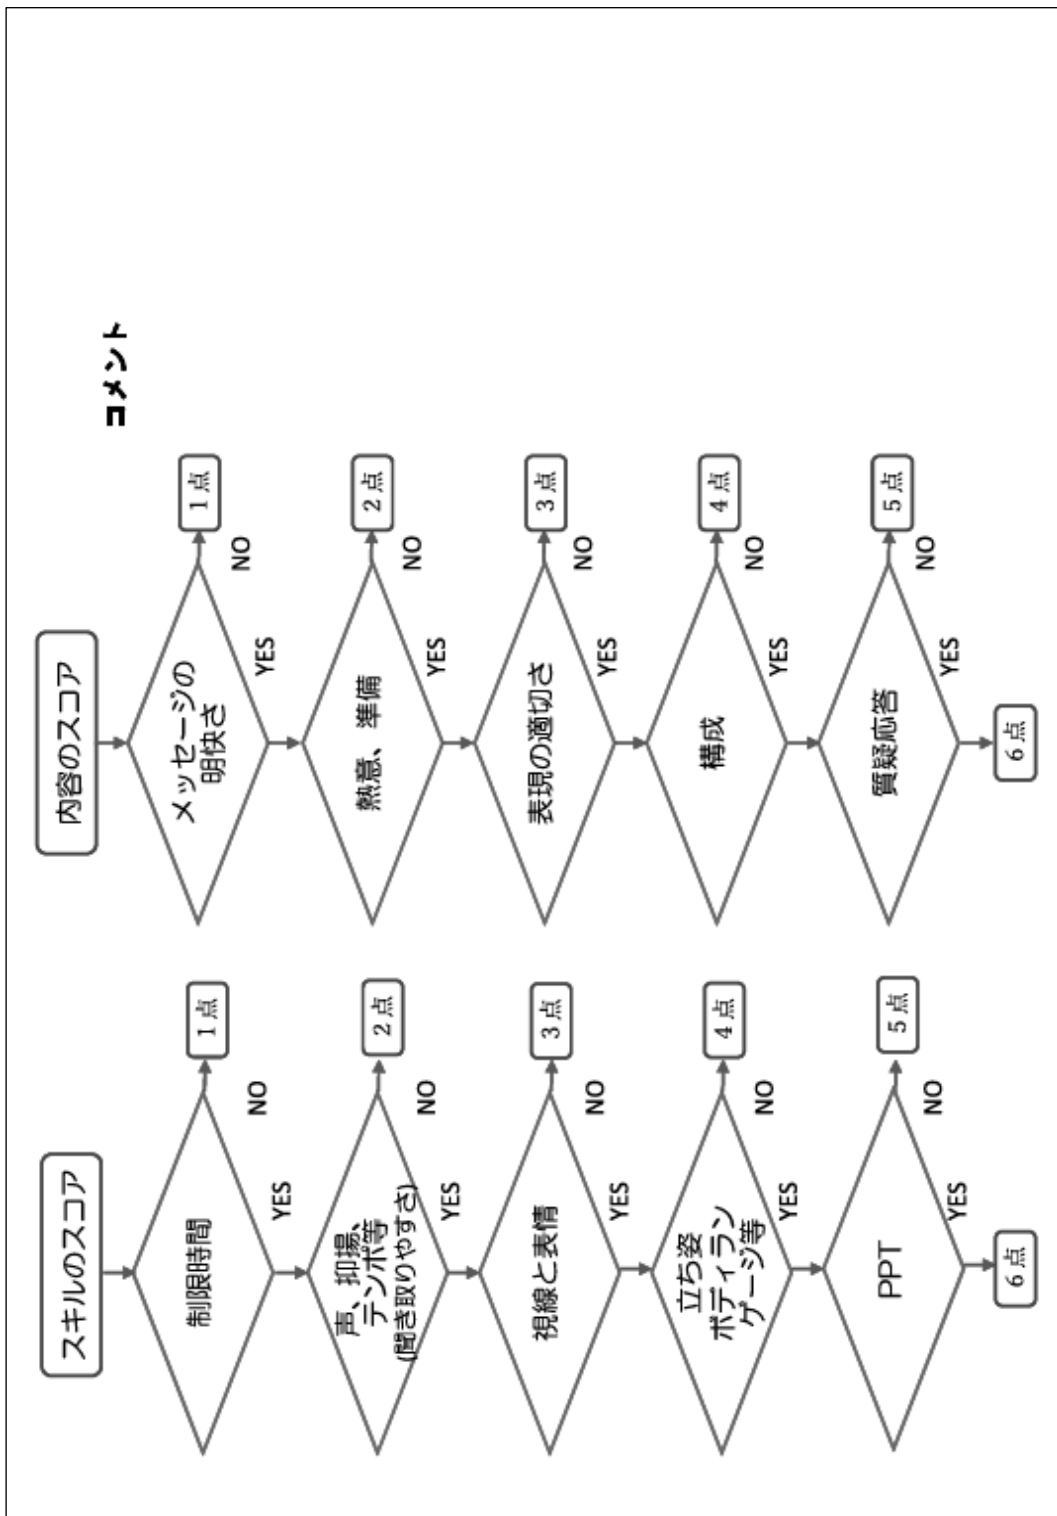 スキルのスコア
制限時間
NO
1点
YES
声、抑揚、
テンポ等
(聞き取りやすさ)
NO
2点
YES
視線と表情
NO
3点
YES
立ち姿
ボディラン
ゲージ等
NO
4点
YES
PPT
NO
5点
YES
6点
内容のスコア
メッセージの
明快さ
NO
1点
YES
熱意、準備
NO
2点
YES
表現の適切さ
NO
3点
YES
構成
NO
4点
YES
質疑応答
NO
5点
YES
6点
コメント